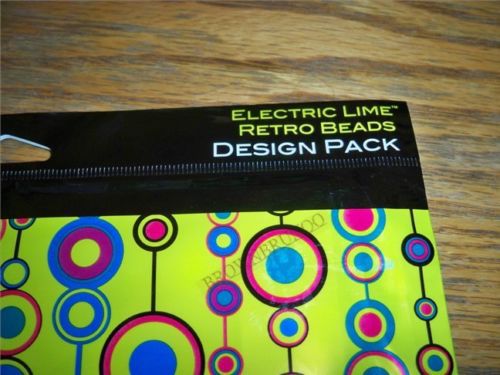 ELECTRIC LIME™
RETRO BEADS
DESIGN PACK